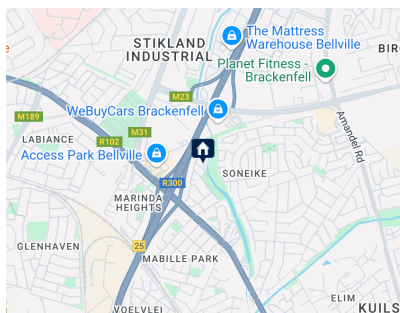 The Mattress
Warehouse Bellville
STIKLAND
INDUSTRIAL
BIR
Planet Fitness -
Brackenfell
M23
WeBuyCars Brackenfell
M189
M31
R102
LABIANCE
Amandel Rd
Access Park Bellville
SONEIKE
R300
MARINDA
HEIGHTS
GLENHAVEN
25
MABILLE PARK
ELIM
VOELVLEI
KUILS